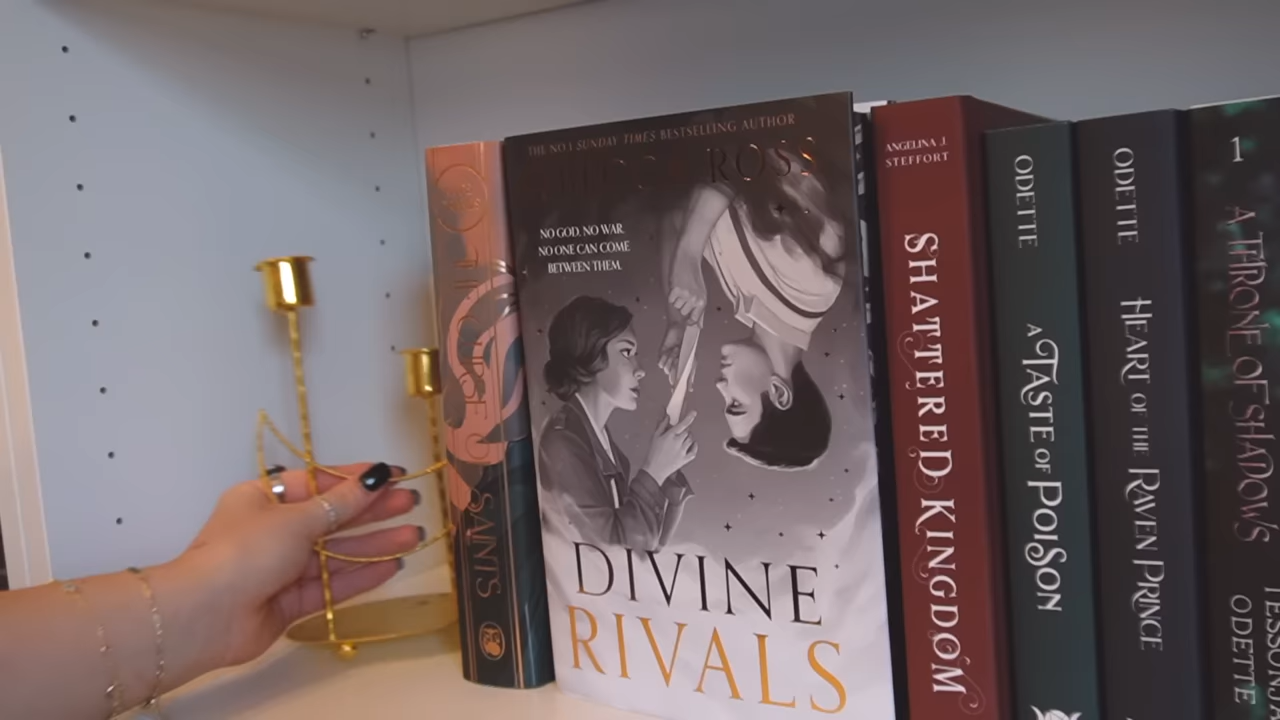 HOUSE
SAINTS
THE NO.1 SUNDAY TIMES BESTSELLING AUTHOR
ROSS
NO GOD. NO WAR.
NO ONE CAN COME
BETWEEN THEM.
DIVINE
RIVALS
ANGELINA J.
STEFFORT
SHATTERED KINGDOM
ODETTE
A TASTE OF POISON
ODETTE
HEART OF THE RAVEN PRINCE
1
A THRONE OF SHADOWS
ODETTE